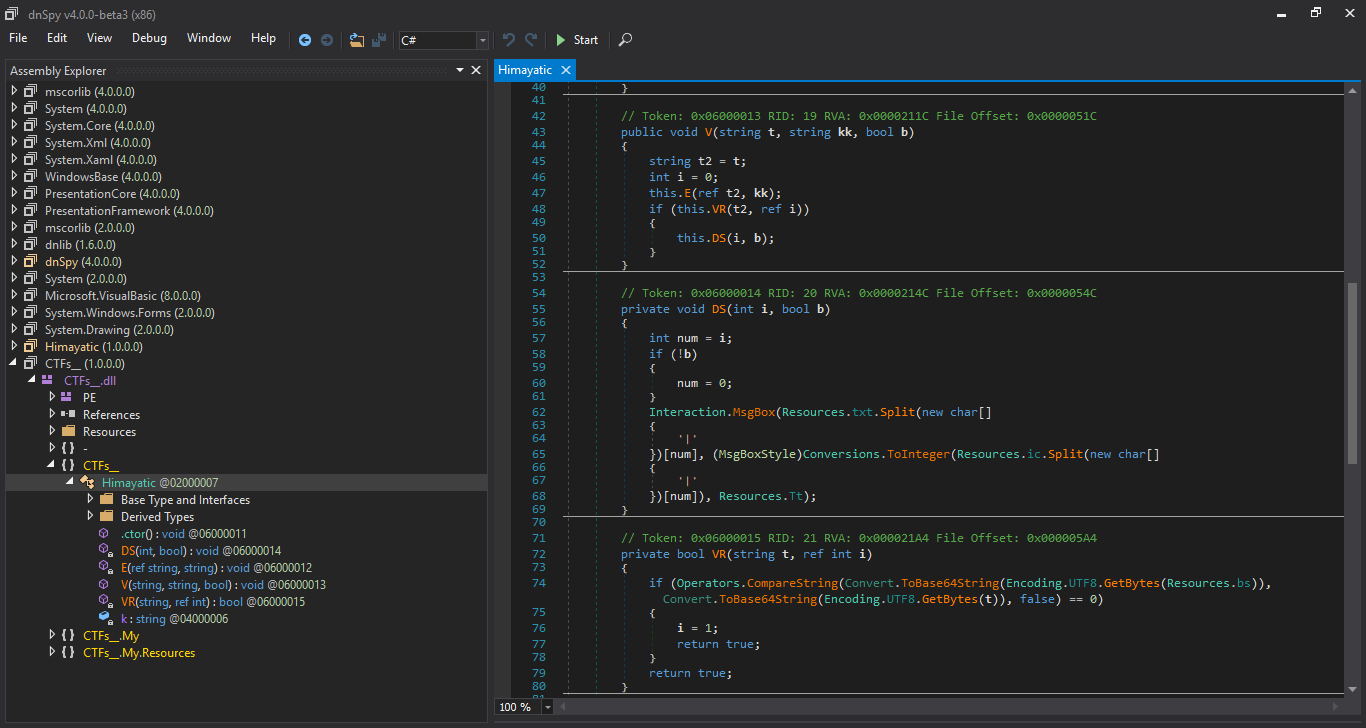 dnSpy v4.0.0-beta3 (x86)
File Edit View Debug Window Help C# Start
Assembly Explorer
mscorlib (4.0.0.0)
System (4.0.0.0)
System.Core (4.0.0.0)
System.Xml (4.0.0.0)
System.Xaml (4.0.0.0)
WindowsBase (4.0.0.0)
PresentationCore (4.0.0.0)
PresentationFramework (4.0.0.0)
mscorlib (2.0.0.0)
dnlib (1.6.0.0)
dnSpy (4.0.0.0)
System (2.0.0.0)
Microsoft.VisualBasic (8.0.0.0)
System.Windows.Forms (2.0.0.0)
System.Drawing (2.0.0.0)
Himayatic (1.0.0.0)
CTFs__ (1.0.0.0)
CTFs__.dll
PE
References
Resources
{ } -
{ } CTFs__
Himayatic @02000007
Base Type and Interfaces
Derived Types
.ctor() : void @06000011
DS(int, bool) : void @06000014
E(ref string, string) : void @06000012
V(string, string, bool) : void @06000013
VR(string, ref int) : bool @06000015
k : string @04000006
{ } CTFs__.My
{ } CTFs__.My.Resources
Himayatic
40 }
41
42 // Token: 0x06000013 RID: 19 RVA: 0x0000211C File Offset: 0x0000051C
43 public void V(string t, string kk, bool b)
44 {
45 string t2 = t;
46 int i = 0;
47 this.E(ref t2, kk);
48 if (this.VR(t2, ref i))
49 {
50 this.DS(i, b);
51 }
52 }
53
54 // Token: 0x06000014 RID: 20 RVA: 0x0000214C File Offset: 0x0000054C
55 private void DS(int i, bool b)
56 {
57 int num = i;
58 if (!b)
59 {
60 num = 0;
61 }
62 Interaction.MsgBox(Resources.txt.Split(new char[]
63 {
64 '|'
65 })[num], (MsgBoxStyle)Conversions.ToInteger(Resources.ic.Split(new char[]
66 {
67 '|'
68 })[num]), Resources.Tt);
69 }
70
71 // Token: 0x06000015 RID: 21 RVA: 0x000021A4 File Offset: 0x000005A4
72 private bool VR(string t, ref int i)
73 {
74 if (Operators.CompareString(Convert.ToBase64String(Encoding.UTF8.GetBytes(Resources.bs)),
Convert.ToBase64String(Encoding.UTF8.GetBytes(t)), false) == 0)
75 {
76 i = 1;
77 return true;
78 }
79 return true;
80 }
100 %